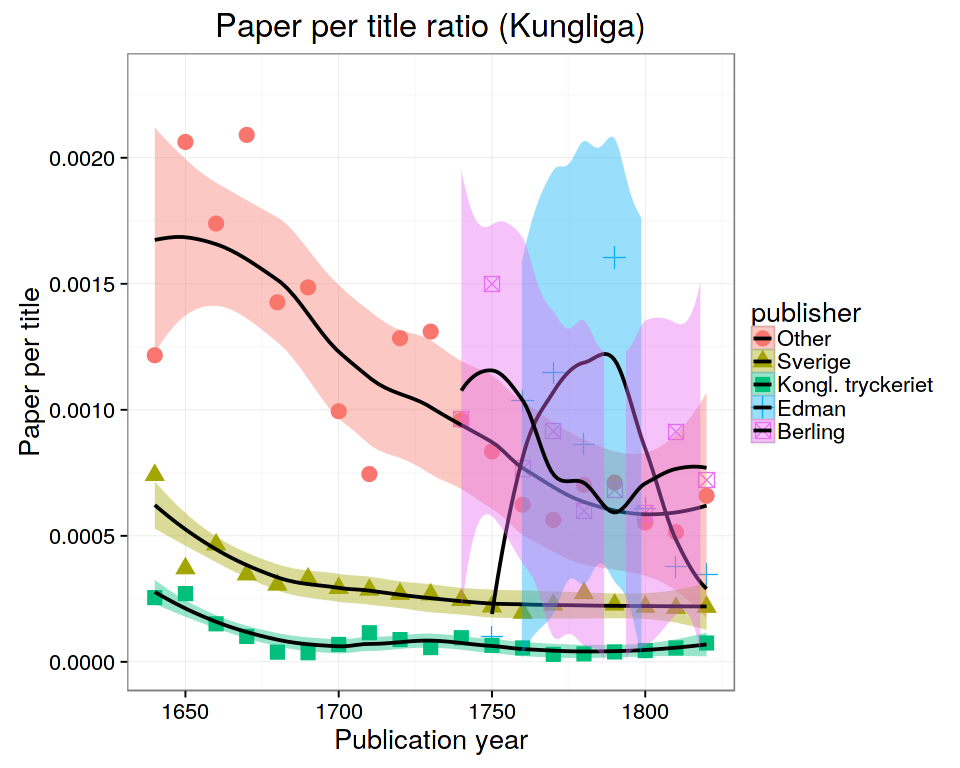 Paper per title ratio (Kungliga)
Paper per title
0.0020
0.0015
0.0010
0.0005
0.0000
1650 1700 1750 1800
Publication year
publisher
Other
Sverige
Kongl. tryckeriet
Edman
Berling